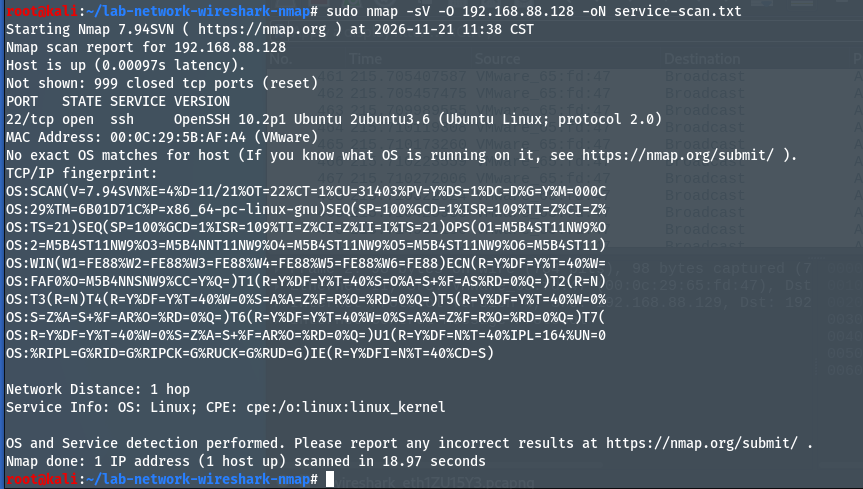 root@kali:~/lab-network-wireshark-nmap# sudo nmap -sV -O 192.168.88.128 -oN service-scan.txt
Starting Nmap 7.94SVN ( https://nmap.org ) at 2026-11-21 11:38 CST
Nmap scan report for 192.168.88.128
Host is up (0.00097s latency).
Not shown: 999 closed tcp ports (reset)
PORT   STATE SERVICE VERSION
22/tcp open  ssh     OpenSSH 10.2p1 Ubuntu 2ubuntu3.6 (Ubuntu Linux; protocol 2.0)
MAC Address: 00:0C:29:5B:AF:A4 (VMware)
No exact OS matches for host (If you know what OS is running on it, see https://nmap.org/submit/ ).
TCP/IP fingerprint:
OS:SCAN(V=7.94SVN%E=4%D=11/21%OT=22%CT=1%CU=31403%PV=Y%DS=1%DC=D%G=Y%M=000C
OS:29%TM=6B01D71C%P=x86_64-pc-linux-gnu)SEQ(SP=100%GCD=1%ISR=109%TI=Z%CI=Z%
OS:TS=21)SEQ(SP=100%GCD=1%ISR=109%TI=Z%CI=Z%II=I%TS=21)OPS(O1=M5B4ST11NW9%O
OS:2=M5B4ST11NW9%O3=M5B4NNT11NW9%O4=M5B4ST11NW9%O5=M5B4ST11NW9%O6=M5B4ST11)
OS:WIN(W1=FE88%W2=FE88%W3=FE88%W4=FE88%W5=FE88%W6=FE88)ECN(R=Y%DF=Y%T=40%W=
OS:FAF0%O=M5B4NNSNW9%CC=Y%Q=)T1(R=Y%DF=Y%T=40%S=O%A=S+%F=AS%RD=0%Q=)T2(R=N)
OS:T3(R=N)T4(R=Y%DF=Y%T=40%W=0%S=A%A=Z%F=R%O=%RD=0%Q=)T5(R=Y%DF=Y%T=40%W=0%
OS:S=Z%A=S+%F=AR%O=%RD=0%Q=)T6(R=Y%DF=Y%T=40%W=0%S=A%A=Z%F=R%O=%RD=0%Q=)T7(
OS:R=Y%DF=Y%T=40%W=0%S=Z%A=S+%F=AR%O=%RD=0%Q=)U1(R=Y%DF=N%T=40%IPL=164%UN=0
OS:%RIPL=G%RID=G%RIPCK=G%RUCK=G%RUD=G)IE(R=Y%DFI=N%T=40%CD=S)
Network Distance: 1 hop
Service Info: OS: Linux; CPE: cpe:/o:linux:linux_kernel
OS and Service detection performed. Please report any incorrect results at https://nmap.org/submit/ .
Nmap done: 1 IP address (1 host up) scanned in 18.97 seconds
root@kali:~/lab-network-wireshark-nmap#